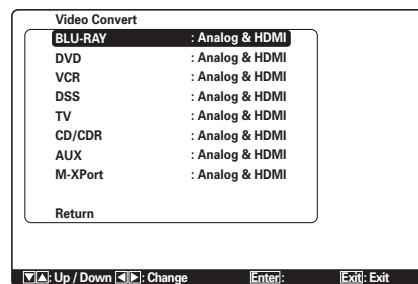 Video Convert
BLU-RAY : Analog & HDMI
DVD : Analog & HDMI
VCR : Analog & HDMI
DSS : Analog & HDMI
TV : Analog & HDMI
CD/CDR : Analog & HDMI
AUX : Analog & HDMI
M-XPort : Analog & HDMI
Return
▼▲: Up / Down ◀▶: Change Enter: Exit: Exit